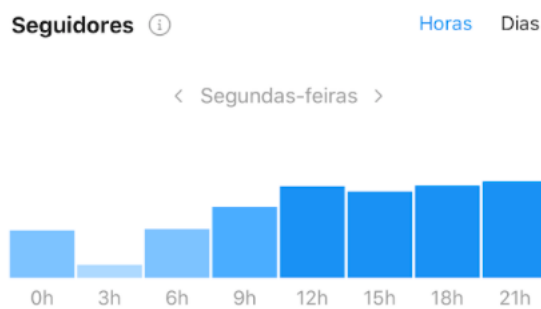 Seguidores Horas Dias
< Segundas-feiras >
0h 3h 6h 9h 12h 15h 18h 21h